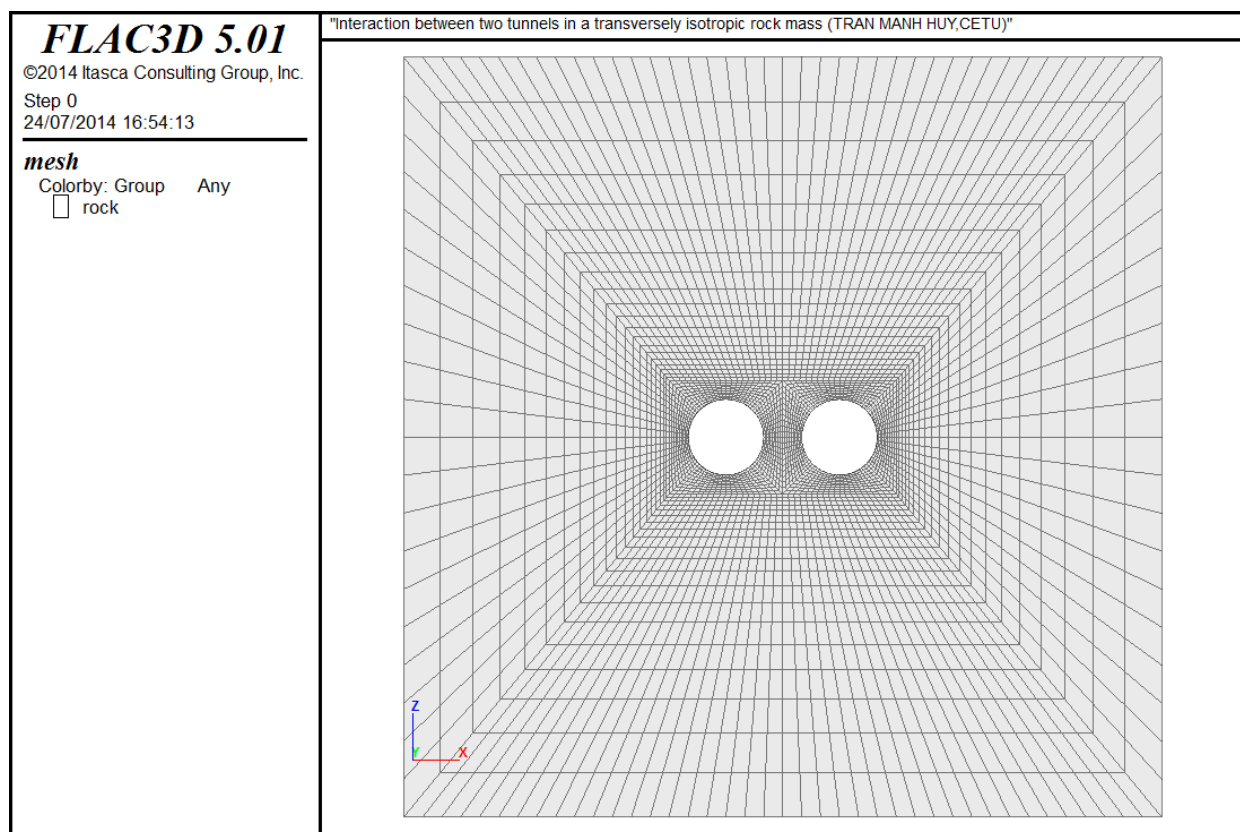 FLAC3D 5.01
©2014 Itasca Consulting Group, Inc.
Step 0
24/07/2014 16:54:13
mesh
Colorby: Group Any
rock
"Interaction between two tunnels in a transversely isotropic rock mass (TRAN MANH HUY,CETU)"
Z
Y X